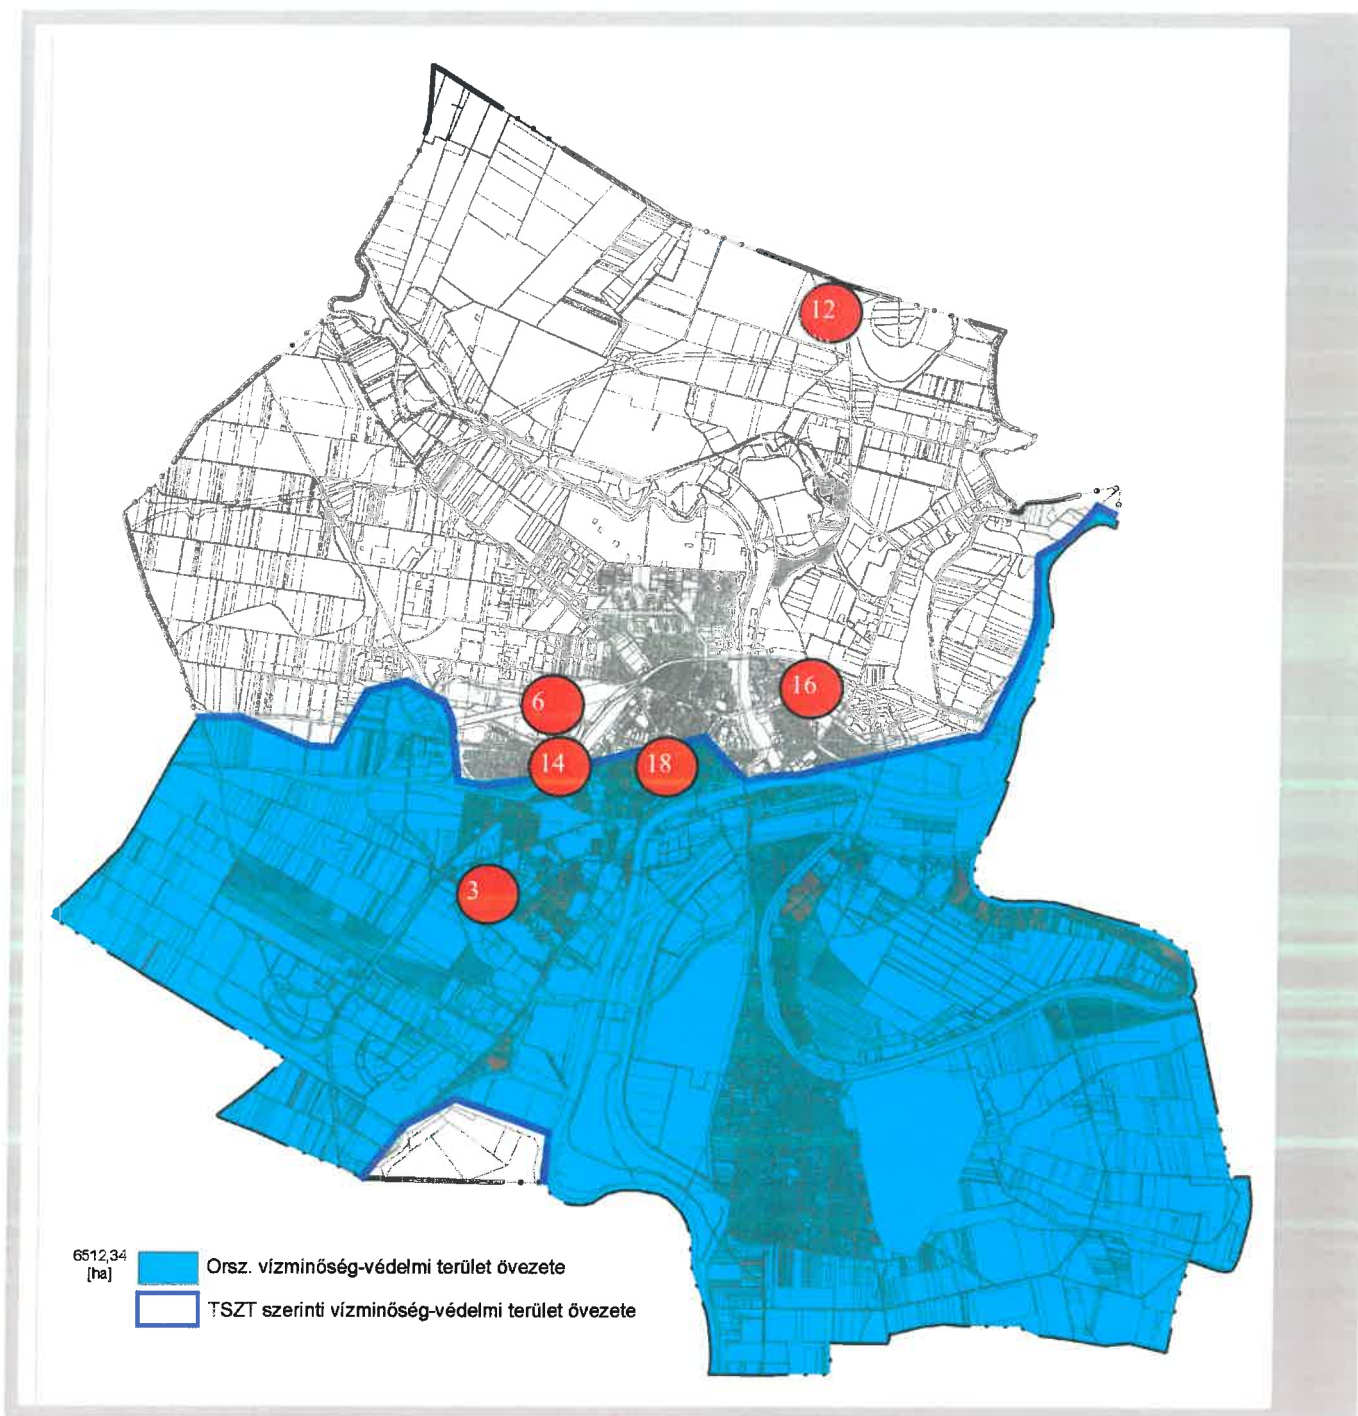 12
16
6
14
18
3
6512,34
[ha]
Orsz. vízminőség-védelmi terület övezete
TSZT szerinti vízminőség-védelmi terület övezete